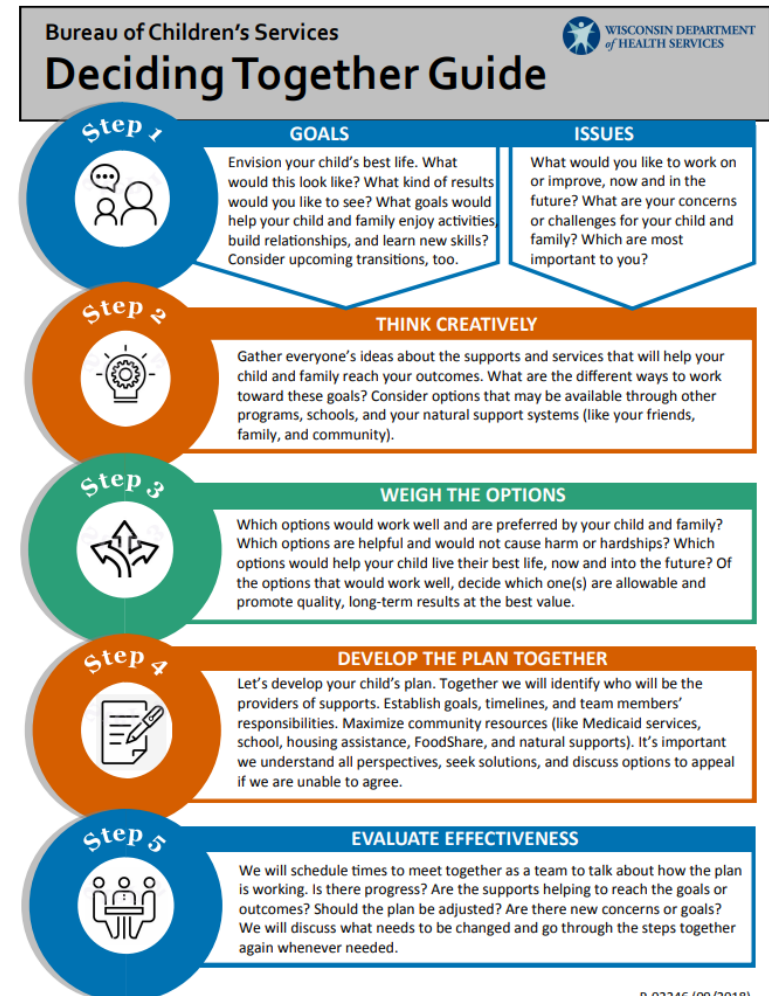 Bureau of Children's Services
Deciding Together Guide
WISCONSIN DEPARTMENT
of HEALTH SERVICES
Step 1
GOALS
Envision your child's best life. What
would this look like? What kind of results
would you like to see? What goals would
help your child and family enjoy activities,
build relationships, and learn new skills?
Consider upcoming transitions, too.
ISSUES
What would you like to work on
or improve, now and in the
future? What are your concerns
or challenges for your child and
family? Which are most
important to you?
Step 2
THINK CREATIVELY
Gather everyone's ideas about the supports and services that will help your
child and family reach your outcomes. What are the different ways to work
toward these goals? Consider options that may be available through other
programs, schools, and your natural support systems (like your friends,
family, and community).
Step 3
WEIGH THE OPTIONS
Which options would work well and are preferred by your child and family?
Which options are helpful and would not cause harm or hardships? Which
options would help your child live their best life, now and into the future? Of
the options that would work well, decide which one(s) are allowable and
promote quality, long-term results at the best value.
Step 4
DEVELOP THE PLAN TOGETHER
Let's develop your child's plan. Together we will identify who will be the
providers of supports. Establish goals, timelines, and team members'
responsibilities. Maximize community resources (like Medicaid services,
school, housing assistance, FoodShare, and natural supports). It's important
we understand all perspectives, seek solutions, and discuss options to appeal
if we are unable to agree.
Step 5
EVALUATE EFFECTIVENESS
We will schedule times to meet together as a team to talk about how the plan
is working. Is there progress? Are the supports helping to reach the goals or
outcomes? Should the plan be adjusted? Are there new concerns or goals?
We will discuss what needs to be changed and go through the steps together
again whenever needed.